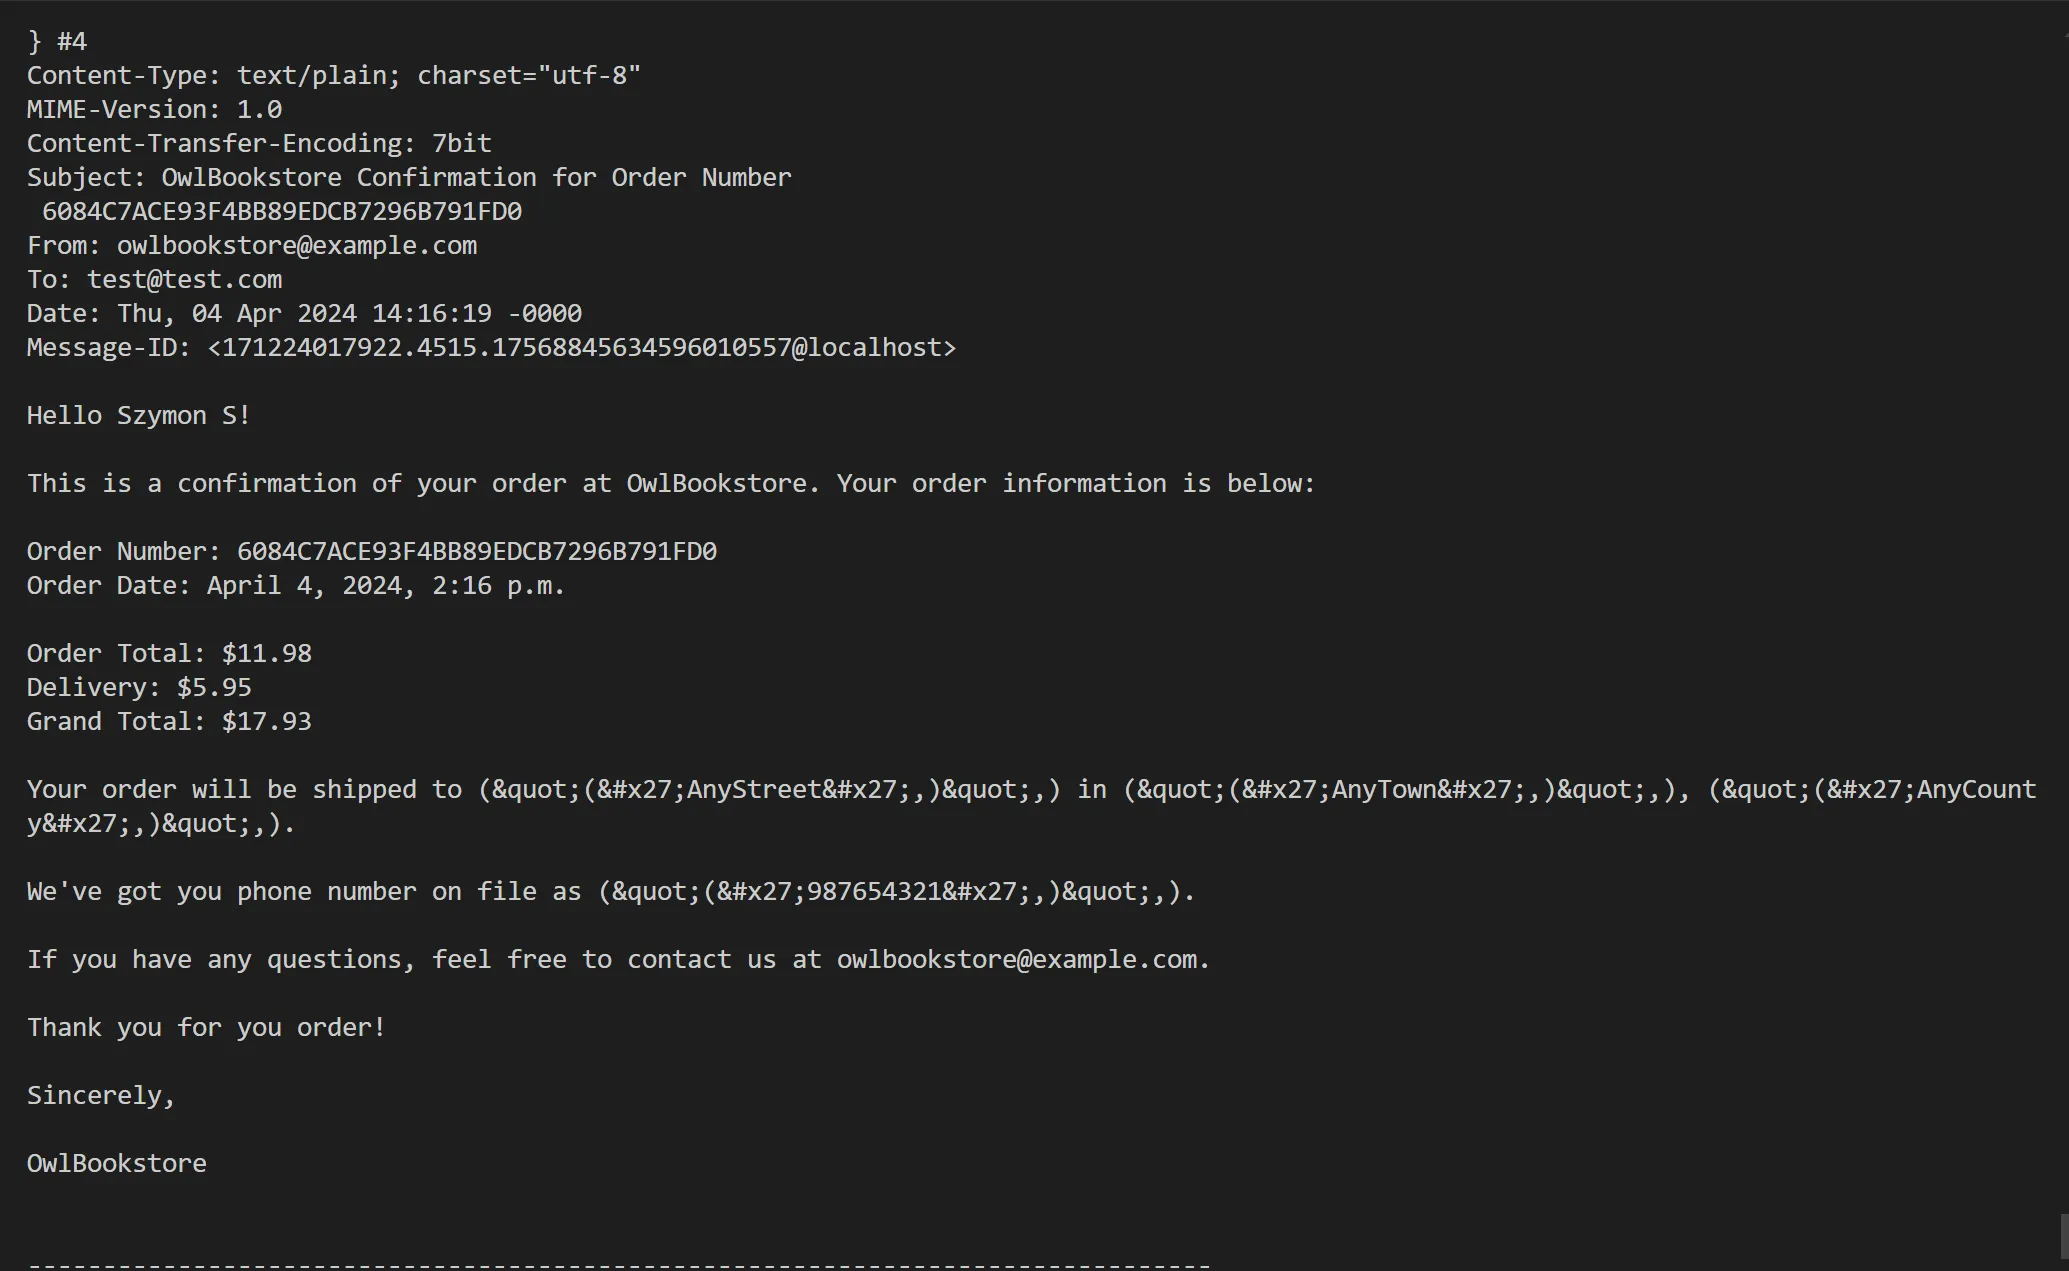 } #4
Content-Type: text/plain; charset="utf-8"
MIME-Version: 1.0
Content-Transfer-Encoding: 7bit
Subject: OwlBookstore Confirmation for Order Number
 6084C7ACE93F4BB89EDCB7296B791FD0
From: owlbookstore@example.com
To: test@test.com
Date: Thu, 04 Apr 2024 14:16:19 -0000
Message-ID: <171224017922.4515.17568845634596010557@localhost>

Hello Szymon S!

This is a confirmation of your order at OwlBookstore. Your order information is below:

Order Number: 6084C7ACE93F4BB89EDCB7296B791FD0
Order Date: April 4, 2024, 2:16 p.m.

Order Total: $11.98
Delivery: $5.95
Grand Total: $17.93

Your order will be shipped to (&quot;(&#x27;AnyStreet&#x27;,)&quot;,) in (&quot;(&#x27;AnyTown&#x27;,)&quot;,), (&quot;(&#x27;AnyCount
y&#x27;,)&quot;,).

We've got you phone number on file as (&quot;(&#x27;987654321&#x27;,)&quot;,).

If you have any questions, feel free to contact us at owlbookstore@example.com.

Thank you for you order!

Sincerely,

OwlBookstore

-------------------------------------------------------------------------------